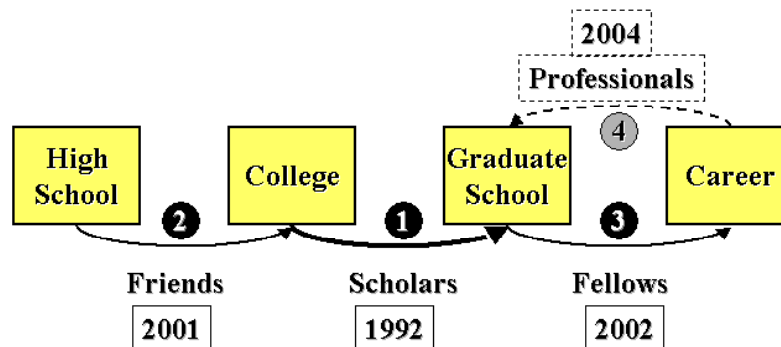 2004
Professionals
4
High
School
College
Graduate
School
Career
2
1
3
Friends
Scholars
Fellows
2001
1992
2002